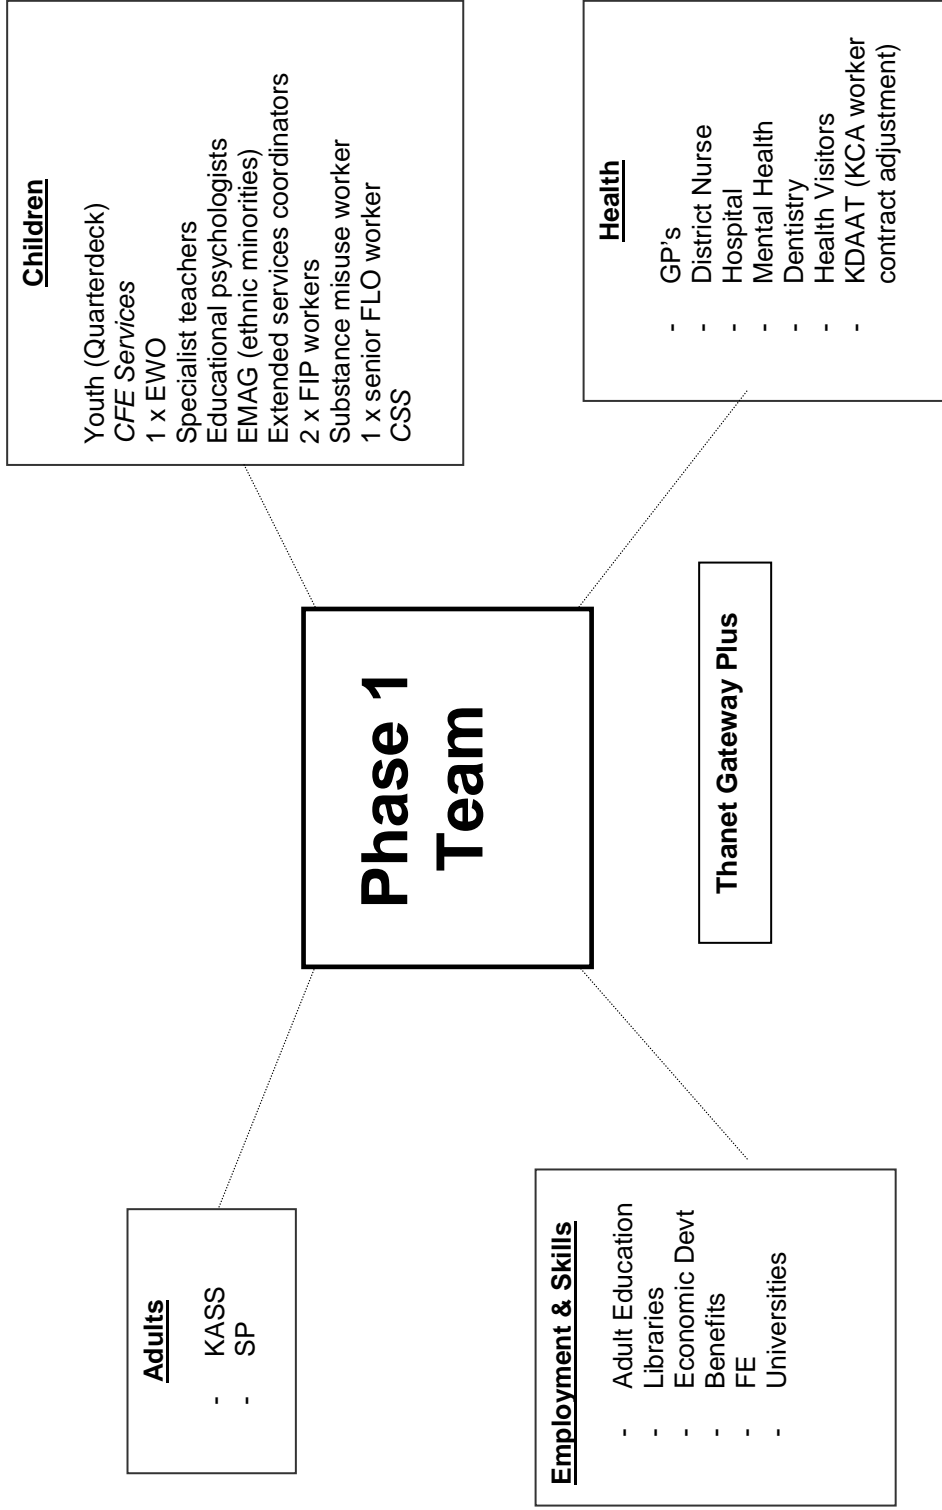 Adults
- KASS
- SP
Children
Youth (Quarterdeck)
CFE Services
1 x EWO
Specialist teachers
Educational psychologists
EMAG (ethnic minorities)
Extended services coordinators
2 x FIP workers
Substance misuse worker
1 x senior FLO worker
CSS
Phase 1
Team
Employment & Skills
- Adult Education
- Libraries
- Economic Devt
- Benefits
- FE
- Universities
Thanet Gateway Plus
Health
- GP's
- District Nurse
- Hospital
- Mental Health
- Dentistry
- Health Visitors
- KDAAT (KCA worker
contract adjustment)